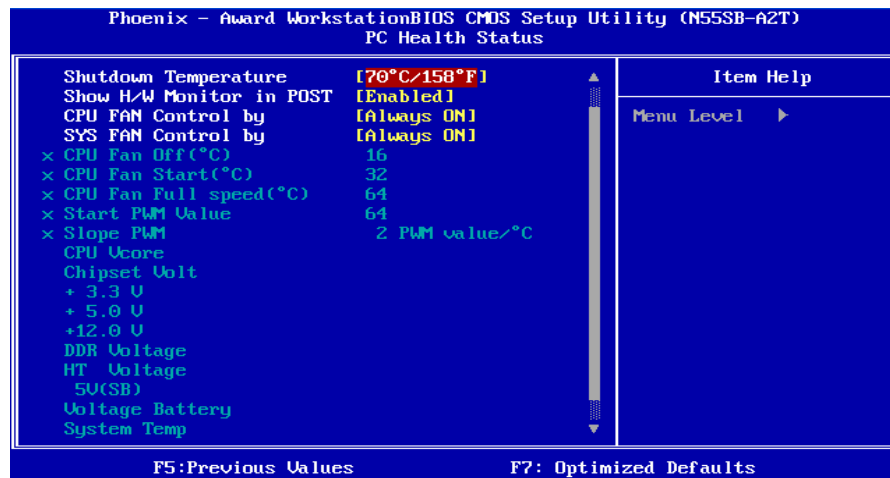 Phoenix - Award WorkstationBIOS CMOS Setup Utility (N55SB-A2T)
PC Health Status
Shutdown Temperature [70°C/158°F]
Show H/W Monitor in POST [Enabled]
CPU FAN Control by [Always ON]
SYS FAN Control by [Always ON]
x CPU Fan Off(°C) 16
x CPU Fan Start(°C) 32
x CPU Fan Full speed(°C) 64
x Start PWM Value 64
x Slope PWM 2 PWM value/°C
CPU Vcore
Chipset Volt
+ 3.3 V
+ 5.0 V
+12.0 V
DDR Voltage
HT Voltage
5V(SB)
Voltage Battery
System Temp
Item Help
Menu Level
F5:Previous Values F7: Optimized Defaults